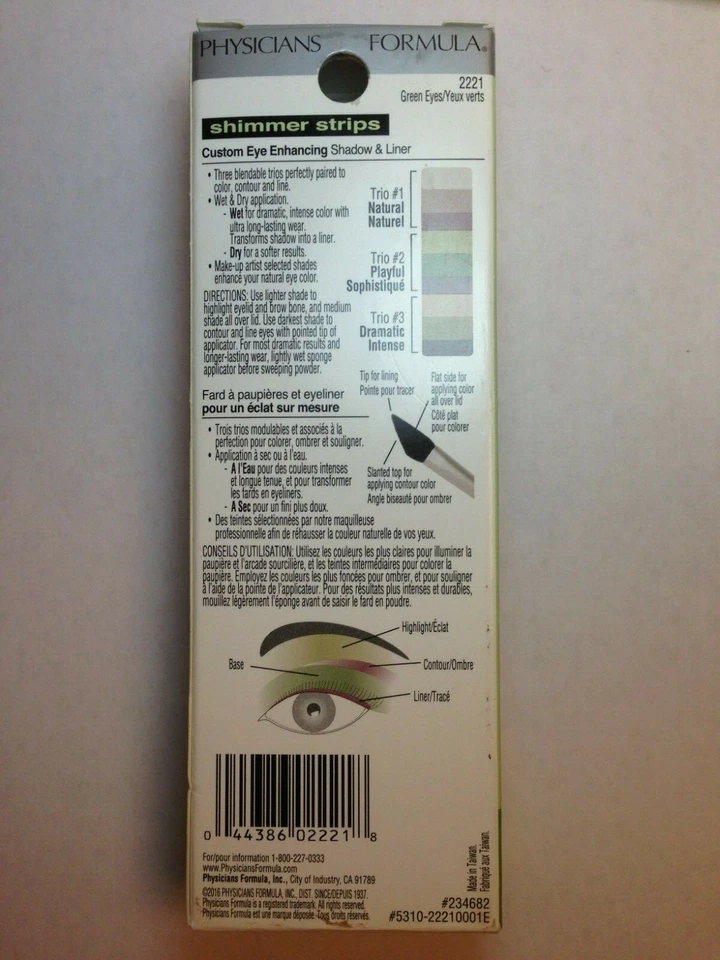 PHYSICIANS FORMULA®
2221
Green Eyes/Yeux verts
shimmer strips
Custom Eye Enhancing Shadow & Liner
• Three blendable trios perfectly paired to
color, contour and line.
• Wet & Dry application.
- Wet for dramatic, intense color with
ultra long-lasting wear.
Transforms shadow into a liner.
- Dry for a softer results.
• Make-up artist selected shades
enhance your natural eye color.
Trio #1
Natural
Naturel
Trio #2
Playful
Sophistiqué
Trio #3
Dramatic
Intense
DIRECTIONS: Use lighter shade to
highlight eyelid and brow bone, and medium
shade all over lid. Use darkest shade to
contour and line eyes with pointed tip of
applicator. For most dramatic results and
longer-lasting wear, lightly wet sponge
applicator before sweeping powder.
Tip for lining
Pointe pour tracer
Flat side for
applying color
all over lid
Côté plat
pour colorer
Slanted top for
applying contour color
Angle biseauté pour ombrer
Fard à paupières et eyeliner
pour un éclat sur mesure
• Trois trios modulables et associés à la
perfection pour colorer, ombrer et souligner.
• Application à sec ou à l'eau.
- A l'Eau pour des couleurs intenses
et longue tenue, et pour transformer
les fards en eyeliners.
- A Sec pour un fini plus doux.
• Des teintes sélectionnées par notre maquilleuse
professionnelle afin de réhausser la couleur naturelle de vos yeux.
CONSEILS D'UTILISATION: Utilisez les couleurs les plus claires pour illuminer la
paupière et l'arcade sourcilière, et les teintes intermédiaires pour colorer la
paupière. Employez les couleurs les plus foncées pour ombrer, et pour souligner
à l'aide de la pointe de l'applicateur. Pour des résultats plus intenses et durables,
mouillez légèrement l'éponge avant de saisir le fard en poudre.
Highlight/Éclat
Base
Contour/Ombre
Liner/Tracé
0 44386 02221 8
For/pour information 1-800-227-0333
www.PhysiciansFormula.com
Physicians Formula, Inc., City of Industry, CA 91789
©2016 PHYSICIANS FORMULA, INC., DIST. SINCE/DEPUIS 1937.
Physicians Formula is a registered trademark. All rights reserved.
Physicians Formula est une marque déposée. Tous droits réservés.
Made in Taiwan.
Fabriqué aux Taiwan.
#234682
#5310-22210001E